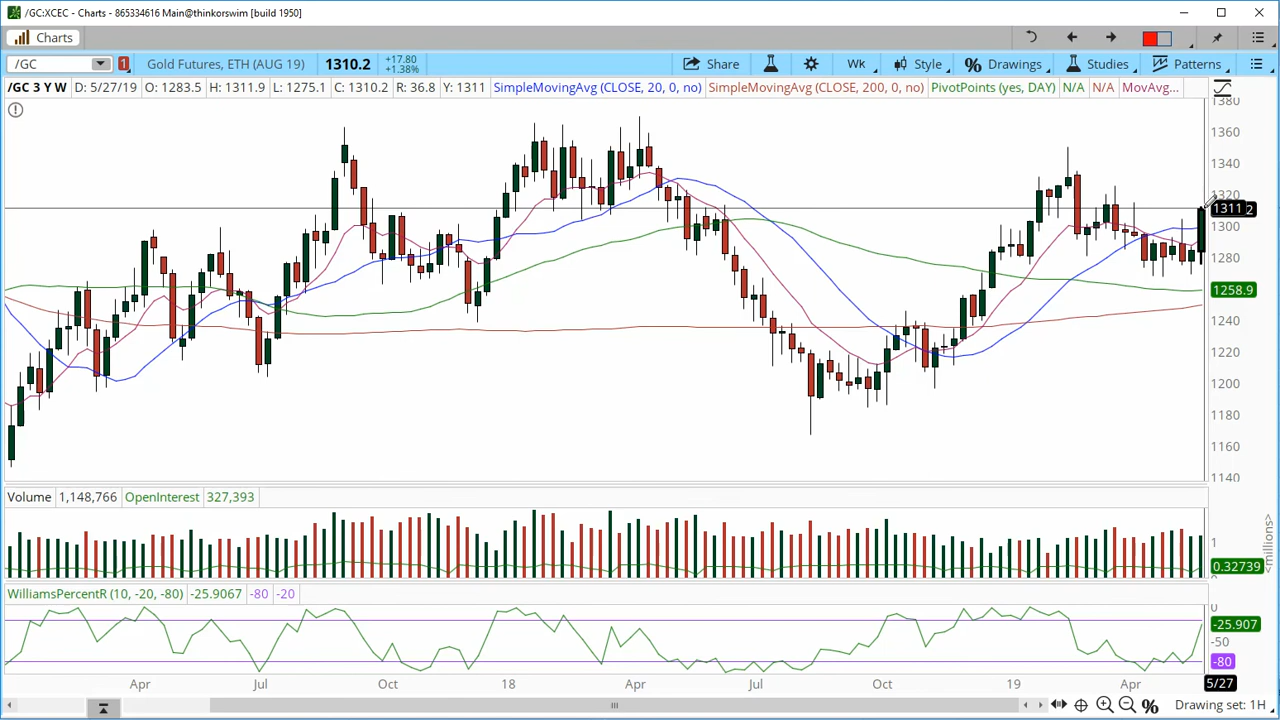 /GC:XCEC - Charts - 865334616 Main@thinkorswim [build 1950]
Charts
/GC 1 Gold Futures, ETH (AUG 19) 1310.2 +17.80 +1.38% Share Wk Style % Drawings Studies Patterns
/GC 3 Y W D: 5/27/19 O: 1283.5 H: 1311.9 L: 1275.1 C: 1310.2 R: 36.8 Y: 1311 SimpleMovingAvg (CLOSE, 20, 0, no) SimpleMovingAvg (CLOSE, 200, 0, no) PivotPoints (yes, DAY) N/A N/A MovAvg...
1380
1360
1340
1320
1311.2
1300
1280
1258.9
1240
1220
1200
1180
1160
1140
Volume 1,148,766 OpenInterest 327,393
1
<millions>
0.32739
0
WilliamsPercentR (10, -20, -80) -25.9067 -80 -20
0
-25.907
-50
-80
Apr Jul Oct 18 Apr Jul Oct 19 Apr 5/27
% Drawing set: 1H